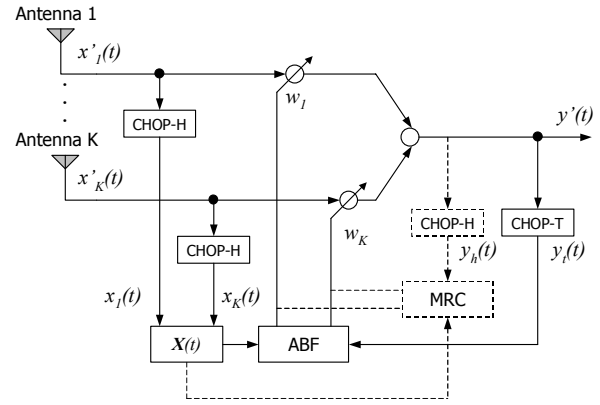 Antenna 1
x'1(t)
CHOP-H
w1
Antenna K
x'K(t)
CHOP-H
wK
y'(t)
CHOP-H
CHOP-T
yh(t)
yt(t)
x1(t)
xK(t)
MRC
X(t)
ABF